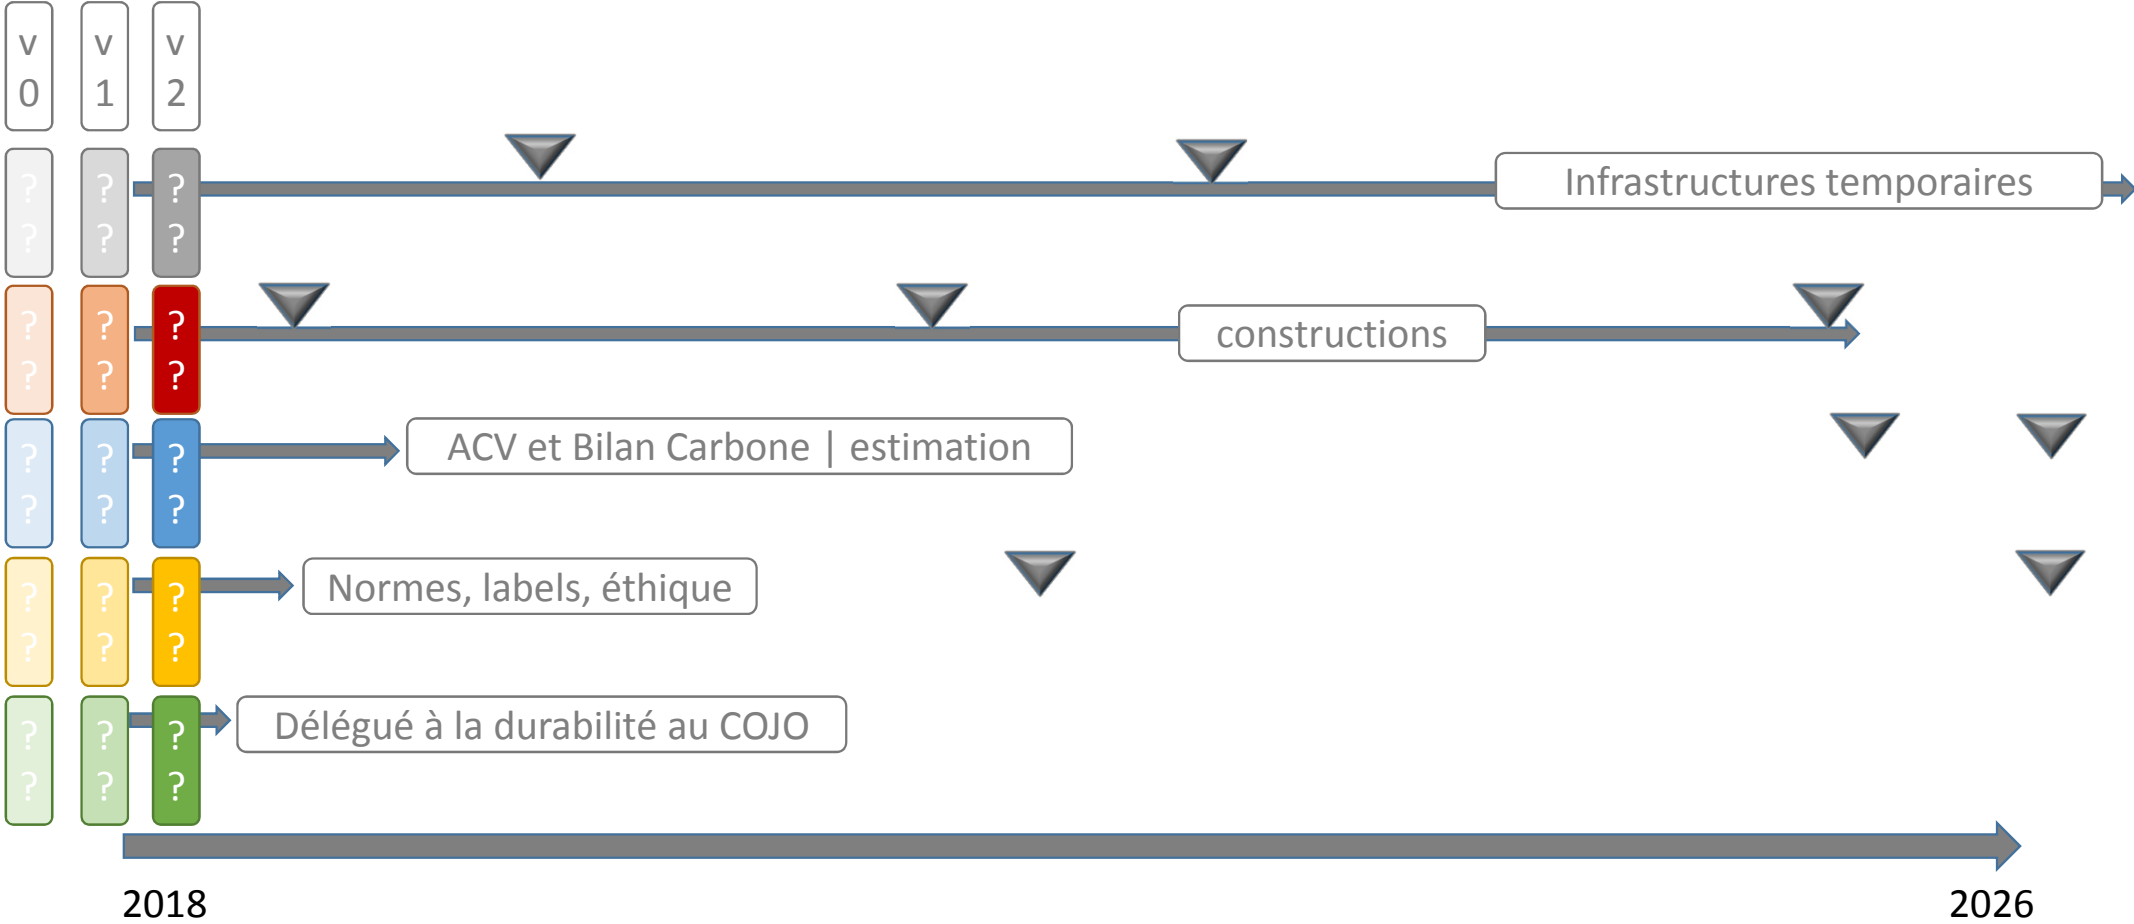 v v v
0 1 2
? ? ?
Infrastructures temporaires
? ? ?
? ? ?
constructions
? ? ?
ACV et Bilan Carbone | estimation
? ? ?
? ? ?
Normes, labels, éthique
? ? ?
? ? ?
Délégué à la durabilité au COJO
? ? ?
? ? ?
2018 2026